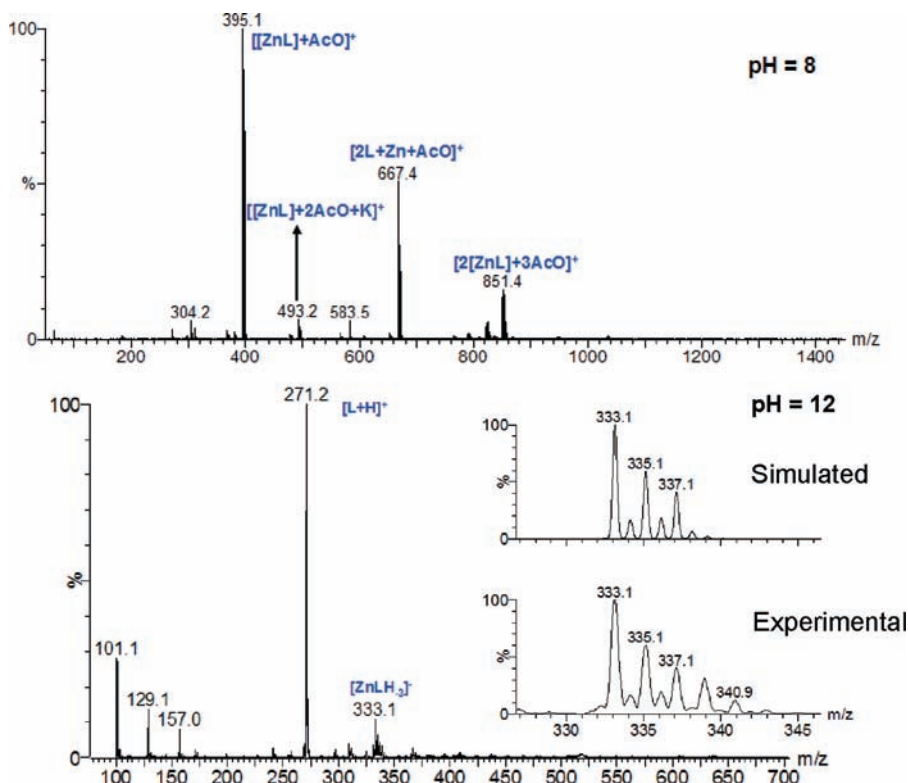 395.1
100
[[ZnL]+AcO]⁺
pH = 8
[2L+Zn+AcO]⁺
667.4
%
[[ZnL]+2AcO+K]⁺
[2[ZnL]+3AcO]⁺
851.4
304.2
493.2
583.5
0
200 400 600 800 1000 1200 1400 m/z
271.2
100
[L+H]⁺
pH = 12
333.1
100
Simulated
335.1
337.1
%
0
330 335 340 345
%
333.1
100
Experimental
335.1
337.1
%
340.9
101.1
129.1
157.0
[ZnLH₋₃]⁻
333.1
0
330 335 340 345 m/z
0
100 150 200 250 300 350 400 450 500 550 600 650 700 m/z